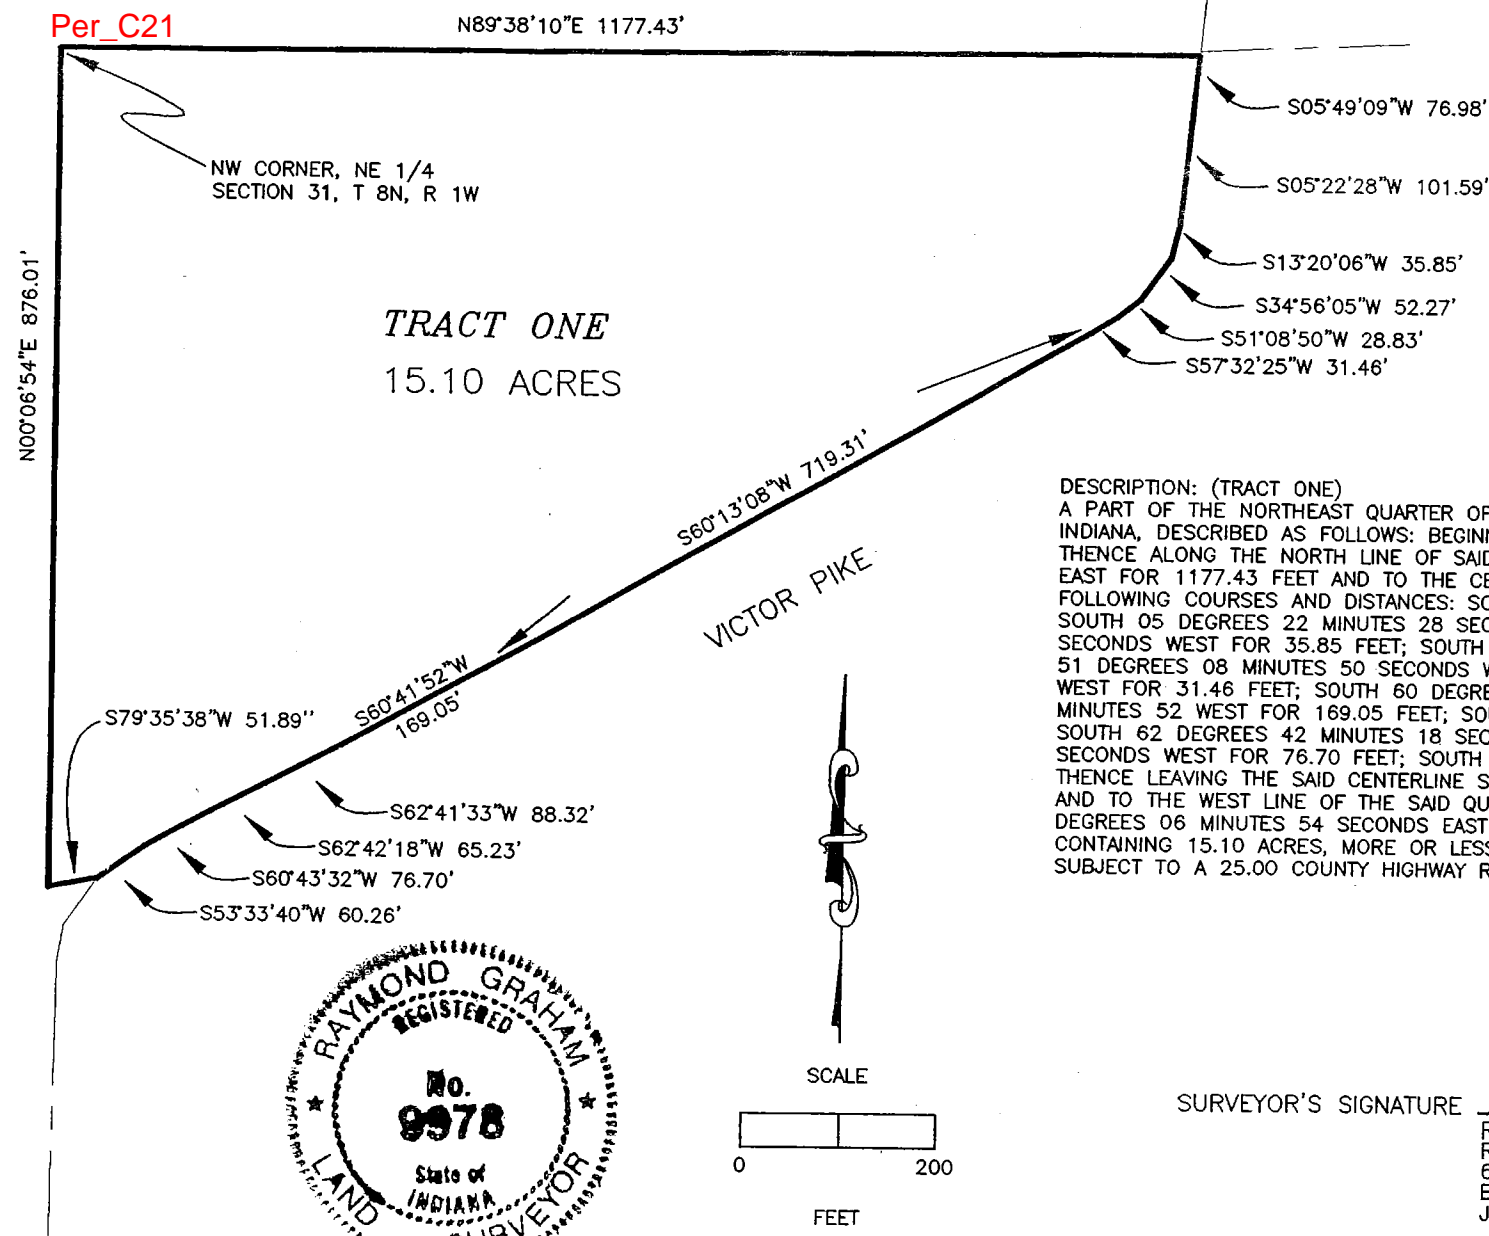 Per_C21
N89°38'10"E 1177.43'
S05°49'09"W 76.98'
NW CORNER, NE 1/4
SECTION 31, T 8N, R 1W
S05°22'28"W 101.59'
S13°20'06"W 35.85'
N00°06'54"E 876.01'
S34°56'05"W 52.27'
TRACT ONE
S51°08'50"W 28.83'
S57°32'25"W 31.46'
15.10 ACRES
S60°13'08"W 719.31'
VICTOR PIKE
DESCRIPTION: (TRACT ONE)
A PART OF THE NORTHEAST QUARTER OF
INDIANA, DESCRIBED AS FOLLOWS:
THENCE ALONG THE NORTH LINE OF SAID
EAST FOR 1177.43 FEET AND TO THE
FOLLOWING COURSES AND DISTANCES:
SOUTH 05 DEGREES 22 MINUTES 28
SECONDS WEST FOR 35.85 FEET; SOUTH
51 DEGREES 08 MINUTES 50 SECONDS
WEST FOR 31.46 FEET; SOUTH 60
MINUTES 52 WEST FOR 169.05 FEET;
SOUTH 62 DEGREES 42 MINUTES 18
SECONDS WEST FOR 76.70 FEET; SOUTH
THENCE LEAVING THE SAID CENTERLINE
AND TO THE WEST LINE OF THE SAID
DEGREES 06 MINUTES 54 SECONDS EAST
CONTAINING 15.10 ACRES, MORE OR LESS
SUBJECT TO A 25.00 COUNTY HIGHWAY
S60°41'52"W
169.05'
S79°35'38"W 51.89''
S62°41'33"W 88.32'
S62°42'18"W 65.23'
S60°43'32"W 76.70'
S53°33'40"W 60.26'
RAYMOND GRAHAM
REGISTERED
No.
9978
State of
INDIANA
LAND SURVEYOR
SCALE
0 200
FEET
SURVEYOR'S SIGNATURE